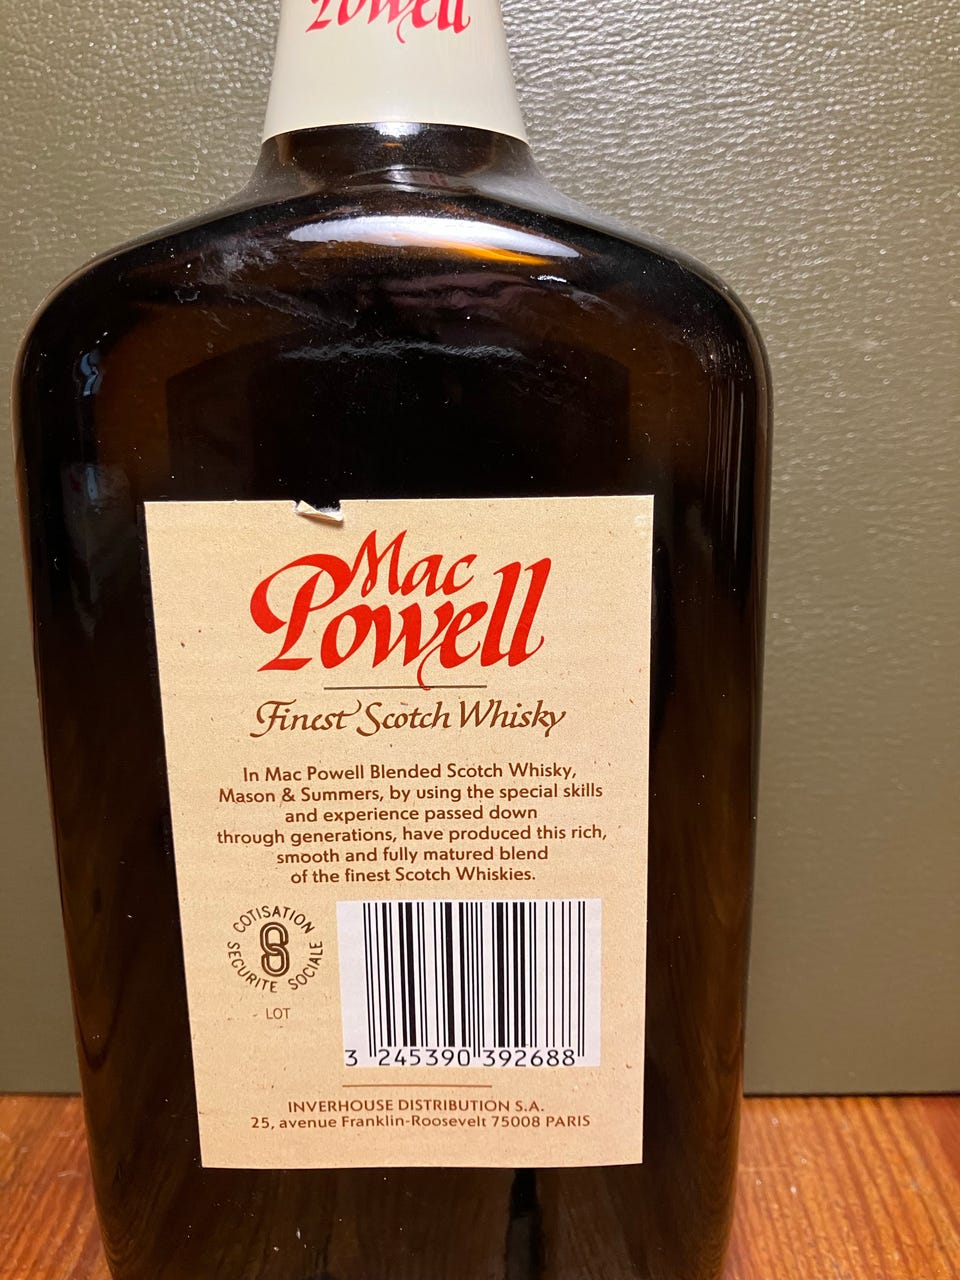 Powell
Mac
Powell
Finest Scotch Whisky
In Mac Powell Blended Scotch Whisky,
Mason & Summers, by using the special skills
and experience passed down
through generations, have produced this rich,
smooth and fully matured blend
of the finest Scotch Whiskies.
COTISATION
SECURITE SOCIALE
LOT
3 245390 392688
INVERHOUSE DISTRIBUTION S.A.
25, avenue Franklin-Roosevelt 75008 PARIS